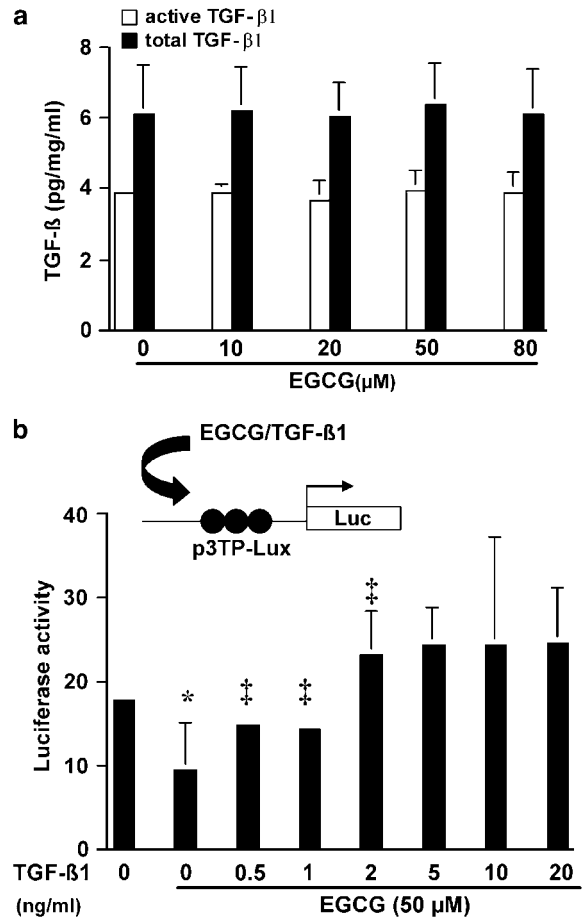 a
active TGF-β1
total TGF-β1
TGF-ß (pg/mg/ml)
8
6
4
2
0
0 10 20 50 80
EGCG(µM)
b
EGCG/TGF-ß1
Luc
p3TP-Lux
Luciferase activity
40
30
20
10
0
* ‡ ‡ ‡
TGF-ß1 0 0 0.5 1 2 5 10 20
(ng/ml) EGCG (50 µM)